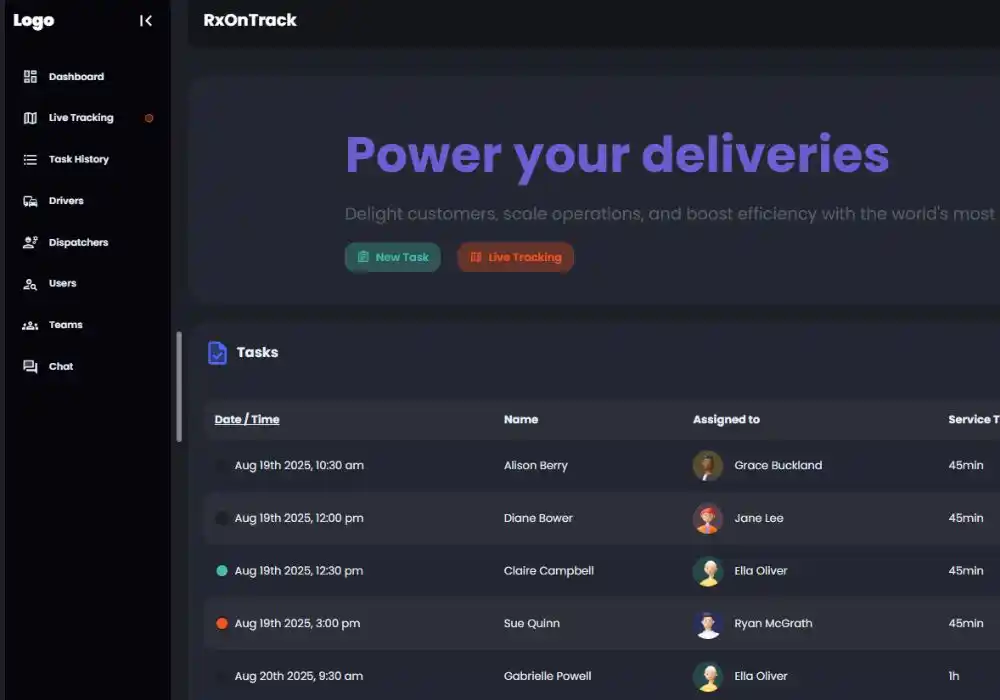 Logo
RxOnTrack
Dashboard
Live Tracking
Task History
Drivers
Dispatchers
Users
Teams
Chat
Power your deliveries
Delight customers, scale operations, and boost efficiency with the world's most
New Task
Live Tracking
Tasks
Date / Time Name Assigned to Service T
Aug 19th 2025, 10:30 am Alison Berry Grace Buckland 45min
Aug 19th 2025, 12:00 pm Diane Bower Jane Lee 45min
Aug 19th 2025, 12:30 pm Claire Campbell Ella Oliver 45min
Aug 19th 2025, 3:00 pm Sue Quinn Ryan McGrath 45min
Aug 20th 2025, 9:30 am Gabrielle Powell Ella Oliver 1h